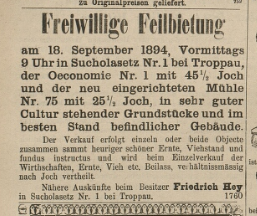 zu Originalpreisen geliefert.
Freiwillige Feilbietung
am 18. September 1894, Vormittags
9 Uhr in Sucholasetz Nr. 1 bei Troppau,
der Oeconomie Nr. 1 mit 45½ Joch
und der neu eingerichteten Mühle
Nr. 75 mit 25½ Joch, in sehr guter
Cultur stehender Grundstücke und im
besten Stand befindlicher Gebäude.
Der Verkauf erfolgt einzeln oder beide Objecte
zusammen sammt heuriger schöner Ernte, Viehstand und
fundus instructus und wird beim Einzelverkauf der
Wirthschaften, Ernte, Vieh etc. Beilass, verhältnissmässig
nach Joch vertheilt.
Nähere Auskünfte beim Besitzer Friedrich Hoy
in Sucholasetz Nr. 1 bei Troppau. 1760